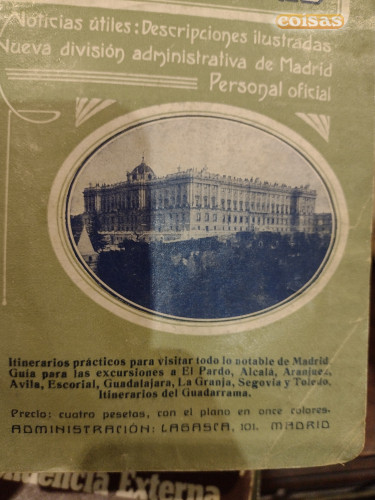 coisas
Noticias útiles: Descripciones ilustradas
Nueva división administrativa de Madrid
Personal oficial
Itinerarios prácticos para visitar todo lo notable de Madrid
Guía para las excursiones a El Pardo, Alcalá, Aranjuez,
Avila, Escorial, Guadalajara, La Granja, Segovia y Toledo.
Itinerarios del Guadarrama.
Precio: cuatro pesetas, con el plano en once colores.
ADMINISTRACIÓN: LAGASCA, 101. MADRID
Externa